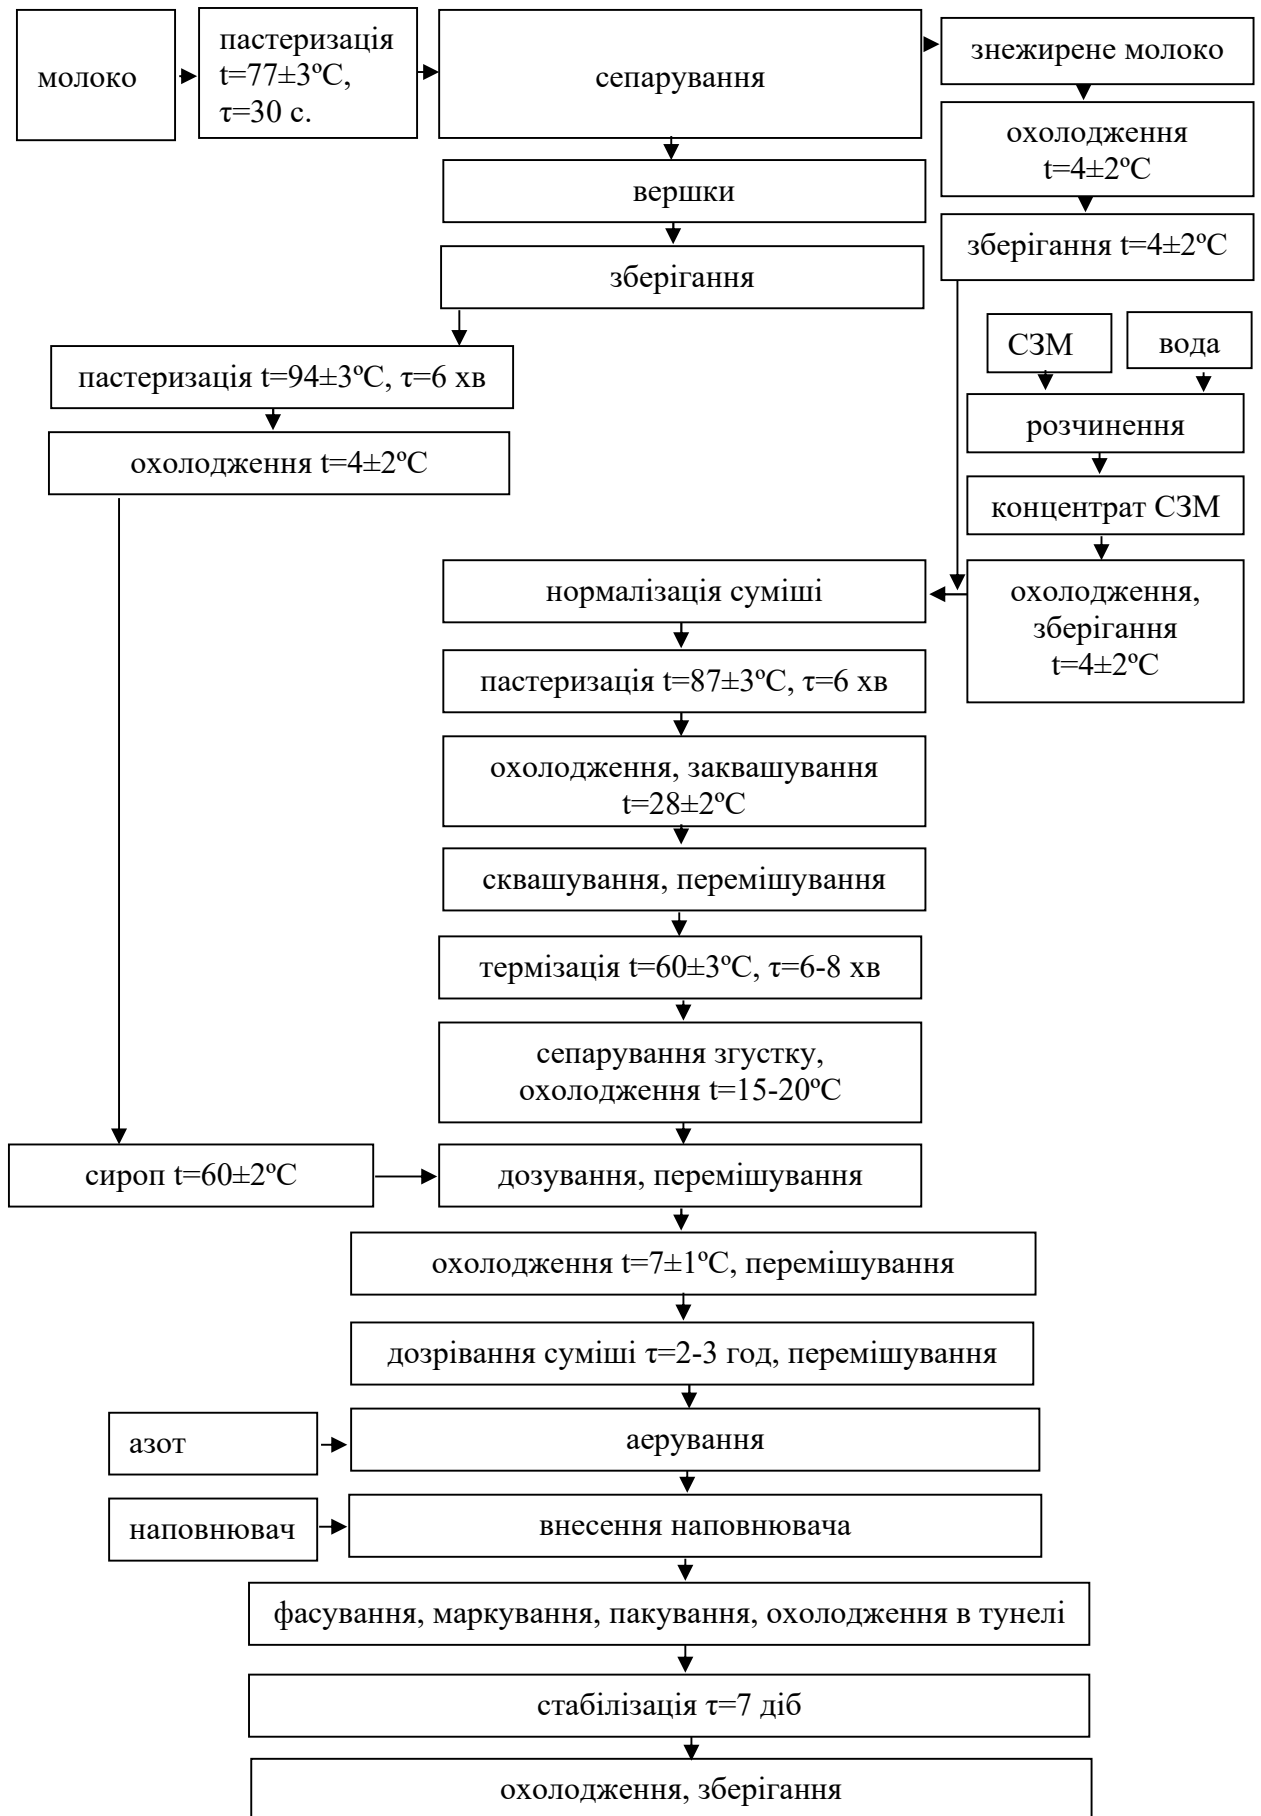 молоко
пастеризація
t=77±3ºС,
τ=30 с.
сепарування
знежирене молоко
охолодження
t=4±2ºС
вершки
зберігання t=4±2ºС
зберігання
СЗМ
вода
пастеризація t=94±3ºС, τ=6 хв
розчинення
охолодження t=4±2ºС
концентрат СЗМ
нормалізація суміші
охолодження,
зберігання
t=4±2ºС
пастеризація t=87±3ºС, τ=6 хв
охолодження, заквашування
t=28±2ºС
сквашування, перемішування
термізація t=60±3ºС, τ=6-8 хв
сепарування згустку,
охолодження t=15-20ºС
сироп t=60±2ºС
дозування, перемішування
охолодження t=7±1ºС, перемішування
дозрівання суміші τ=2-3 год, перемішування
азот
аерування
наповнювач
внесення наповнювача
фасування, маркування, пакування, охолодження в тунелі
стабілізація τ=7 діб
охолодження, зберігання